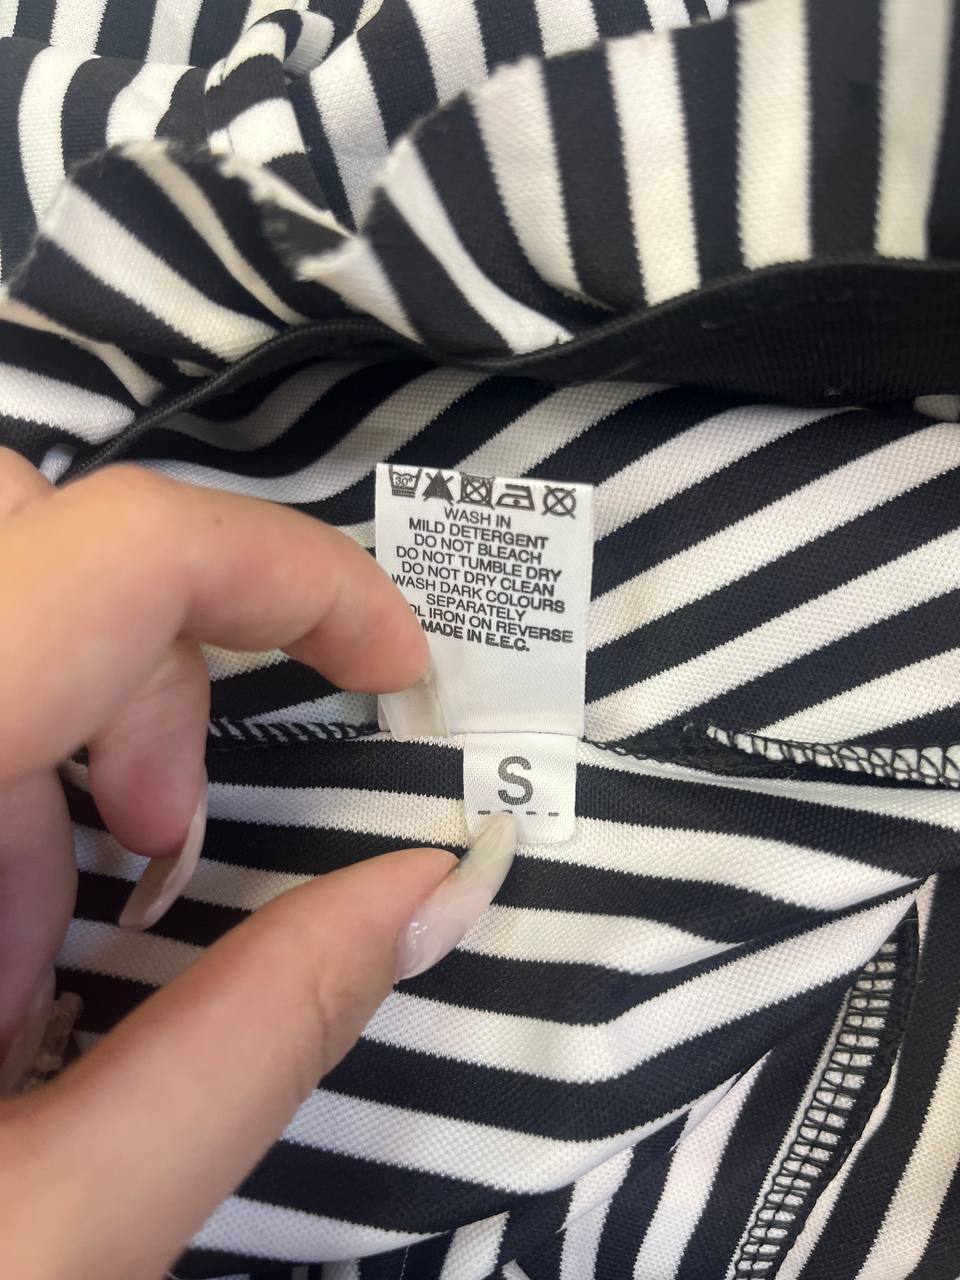 30°
WASH IN
MILD DETERGENT
DO NOT BLEACH
DO NOT TUMBLE DRY
DO NOT DRY CLEAN
WASH DARK COLOURS
SEPARATELY
IRON ON REVERSE
MADE IN E.E.C.
S